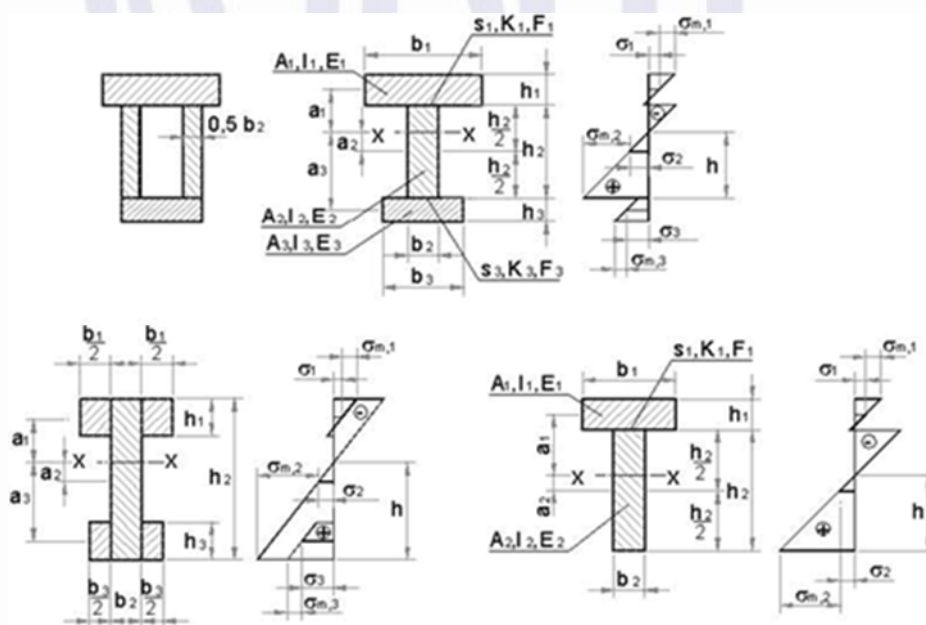 0,5 b2
A1,I1,E1
b1
s1,K1,F1
a1
a2
a3
X X
h1
h2/2
h2/2
h2
h3
A2,I2,E2
A3,I3,E3
b2
b3
s3,K3,F3
σm,1
σ1
σm,2
σ2
h
σ3
σm,3
b1/2 b1/2
a1
a2
a3
X X
h1
h2
h3
b3/2 b2 b3/2
σm,1
σ1
σm,2
σ2
h
σ3
σm,3
s1,K1,F1
b1
A1,I1,E1
a1
a2
X X
h1
h2/2
h2/2
h2
A2,I2,E2
b2
σm,1
σ1
h
σ2
σm,2